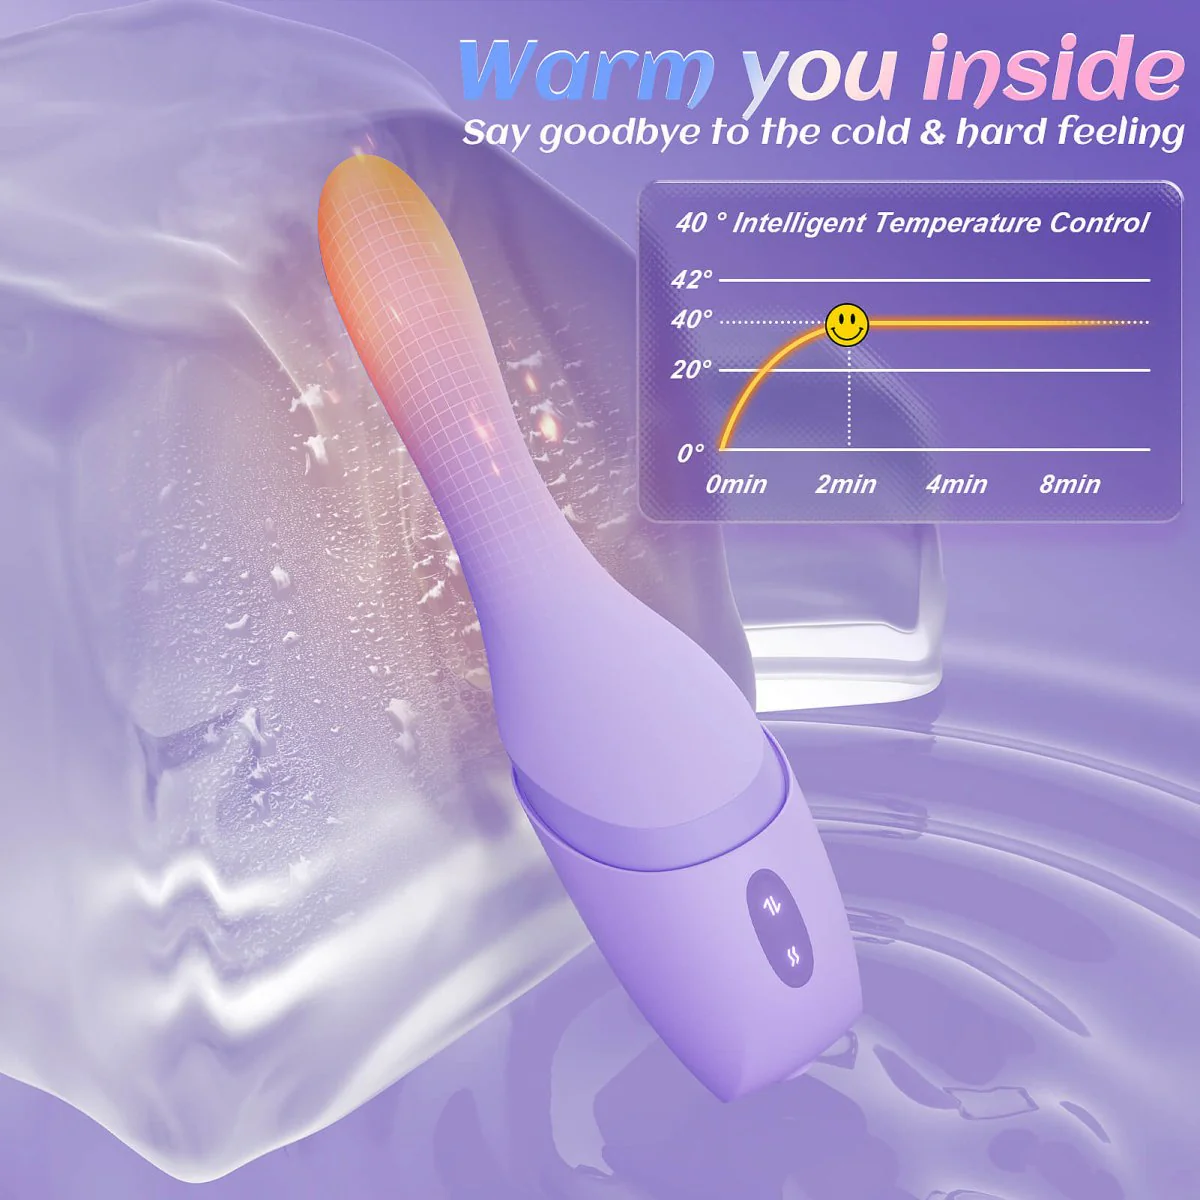 Warm you inside
Say goodbye to the cold & hard feeling
40 ° Intelligent Temperature Control
42°
40°
20°
0°
0min 2min 4min 8min